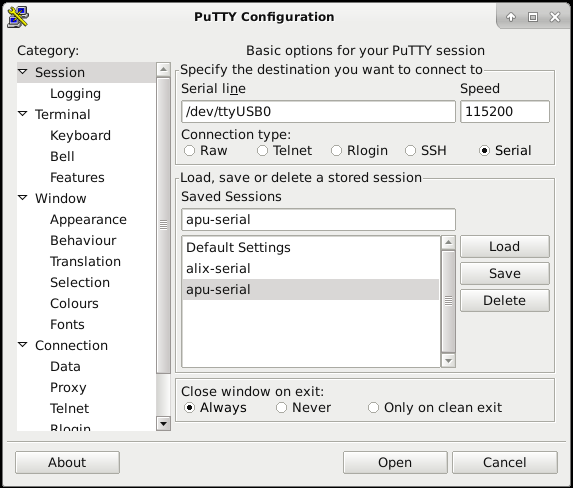 PuTTY Configuration
Category:
Session
Logging
Terminal
Keyboard
Bell
Features
Window
Appearance
Behaviour
Translation
Selection
Colours
Fonts
Connection
Data
Proxy
Telnet
Rlogin
Basic options for your PuTTY session
Specify the destination you want to connect to
Serial line Speed
/dev/ttyUSB0 115200
Connection type:
Raw Telnet Rlogin SSH Serial
Load, save or delete a stored session
Saved Sessions
apu-serial
Default Settings
alix-serial
apu-serial
Load
Save
Delete
Close window on exit:
Always Never Only on clean exit
About Open Cancel